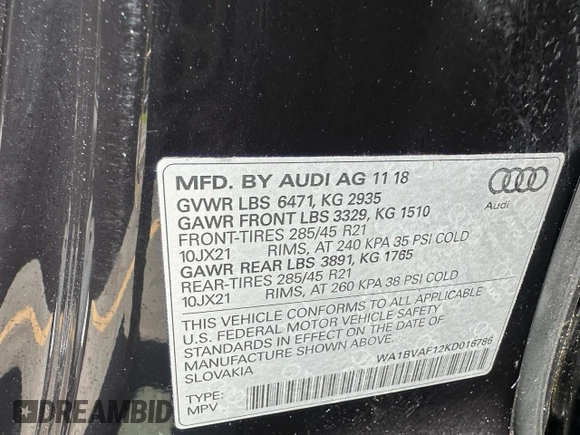 MFD. BY AUDI AG 11 18
GVWR LBS 6471, KG 2935
GAWR FRONT LBS 3329, KG 1510
FRONT-TIRES 285/45 R21
10JX21 RIMS, AT 240 KPA 35 PSI COLD
GAWR REAR LBS 3891, KG 1765
REAR-TIRES 285/45 R21
10JX21 RIMS, AT 260 KPA 38 PSI COLD
THIS VEHICLE CONFORMS TO ALL APPLICABLE
U.S. FEDERAL MOTOR VEHICLE SAFETY
STANDARDS IN EFFECT ON THE DATE OF
MANUFACTURE SHOWN ABOVE.
SLOVAKIA
WA1BVAF12KD016786
TYPE:
MPV
Audi
DREAMBID